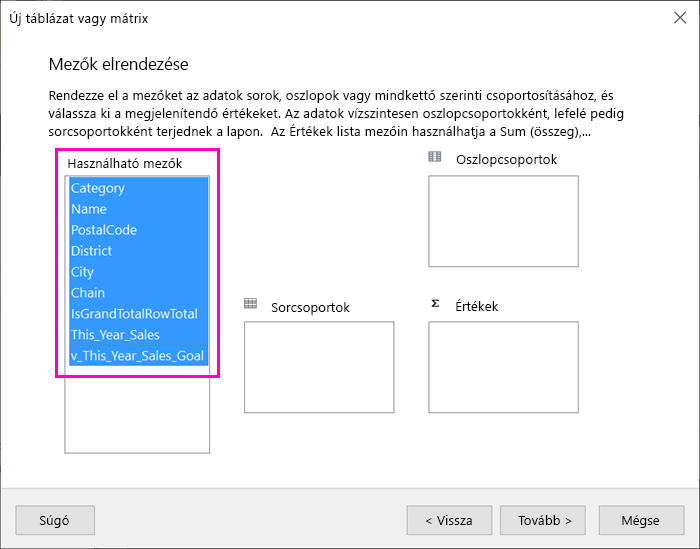 Új táblázat vagy mátrix
Mezők elrendezése
Rendezze el a mezőket az adatok sorok, oszlopok vagy mindkettő szerinti csoportosításához, és
válassza ki a megjelenítendő értékeket. Az adatok vízszintesen oszlopcsoportokként, lefelé pedig
sorcsoportokként terjednek a lapon.  Az Értékek lista mezőin használhatja a Sum (összeg),...
Használható mezők
Category
Name
PostalCode
District
City
Chain
IsGrandTotalRowTotal
This_Year_Sales
v_This_Year_Sales_Goal
Oszlopcsoportok
Sorcsoportok
Σ Értékek
Súgó
< Vissza
Tovább >
Mégse